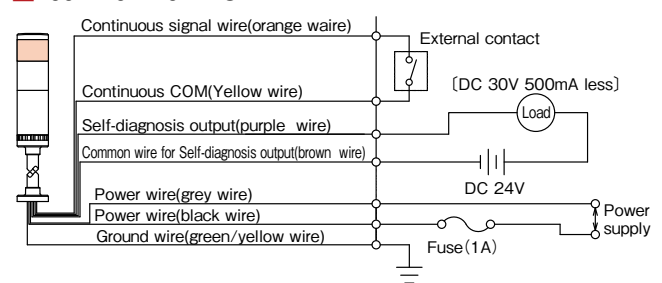 Continuous signal wire(orange waire)
External contact
Continuous COM(Yellow wire)
〔DC 30V 500mA less〕
Self-diagnosis output(purple wire)
Load
Common wire for Self-diagnosis output(brown wire)
DC 24V
Power wire(grey wire)
Power wire(black wire)
Power
supply
Ground wire(green/yellow wire)
Fuse(1A)